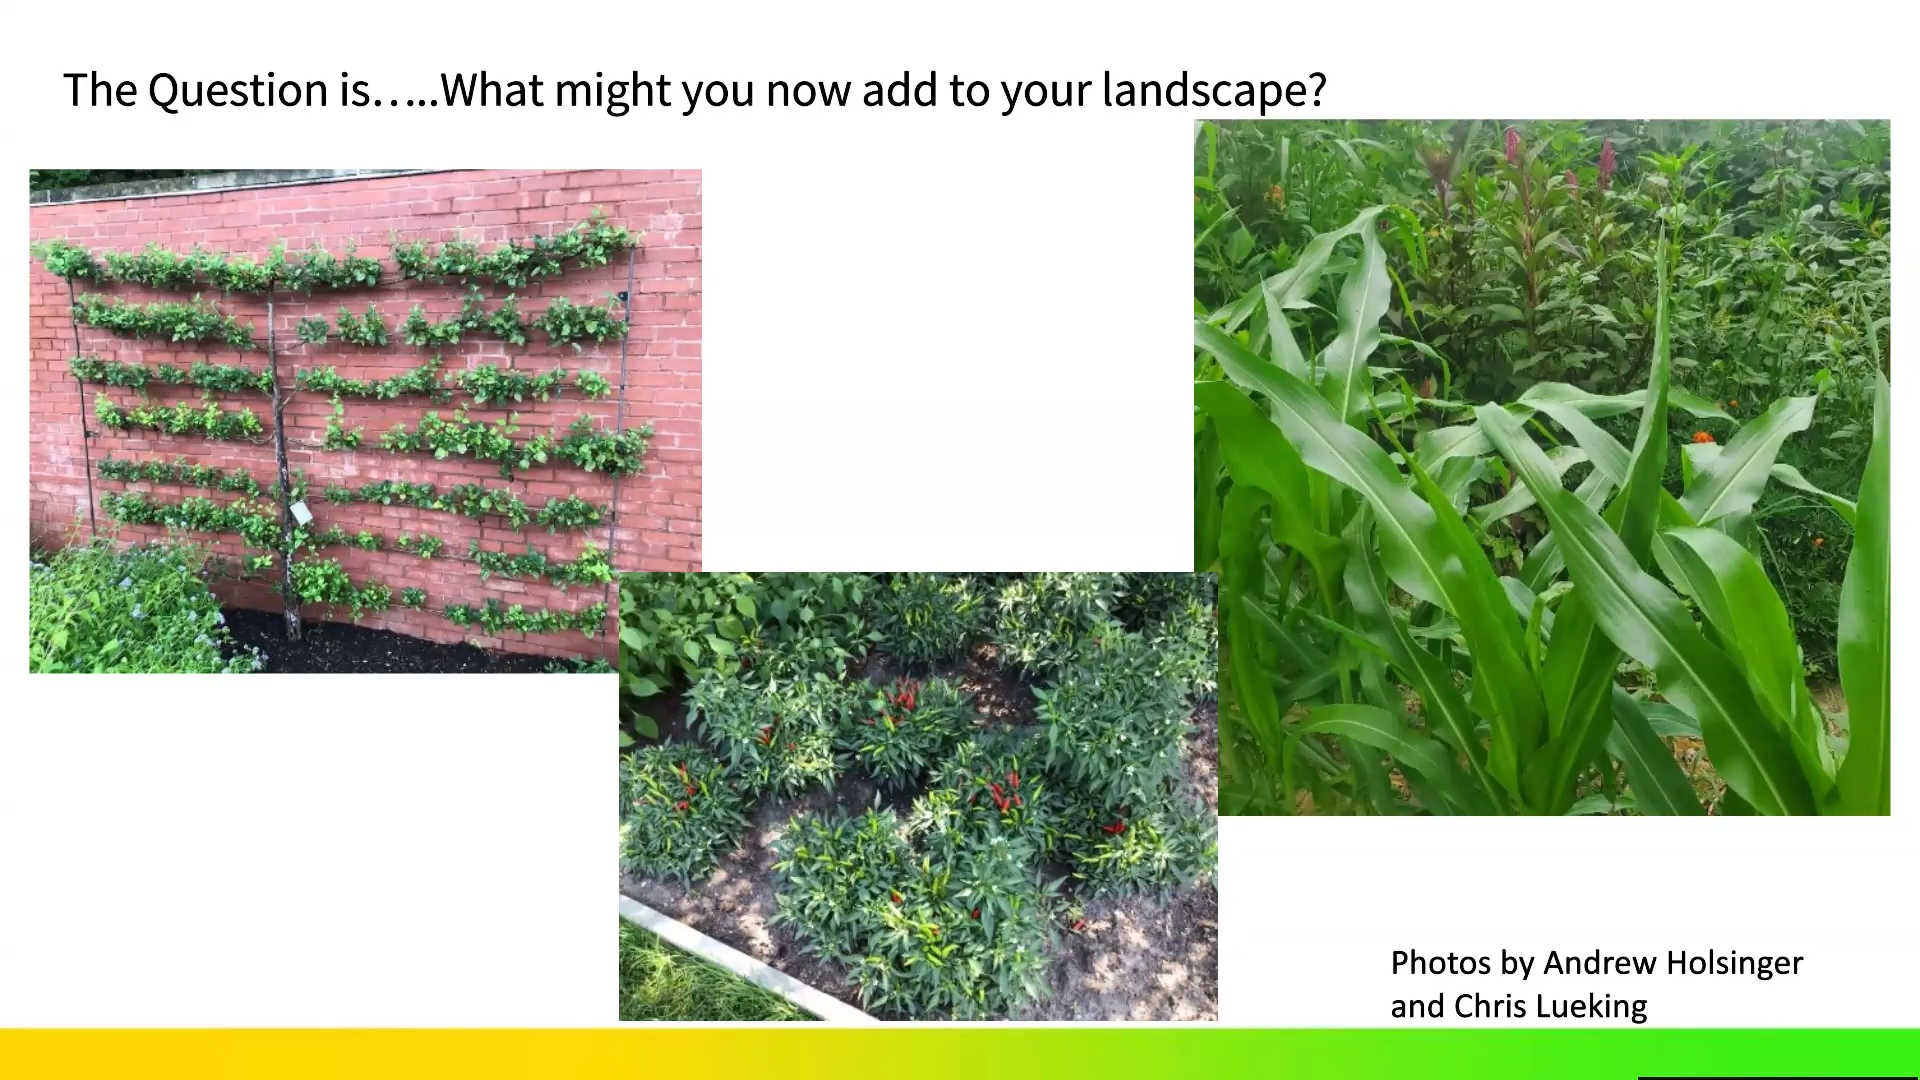 The Question is…..What might you now add to your landscape?
Photos by Andrew Holsinger
and Chris Lueking